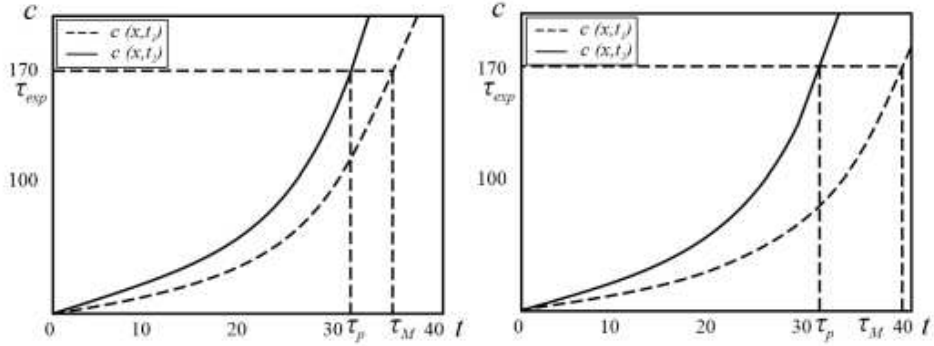 c
c (x,t₁)
c (x,t₂)
170
τexp
100
0 10 20 30 τp τM 40 t
c
c (x,t₁)
c (x,t₂)
170
τexp
100
0 10 20 30 τp τM 40 t